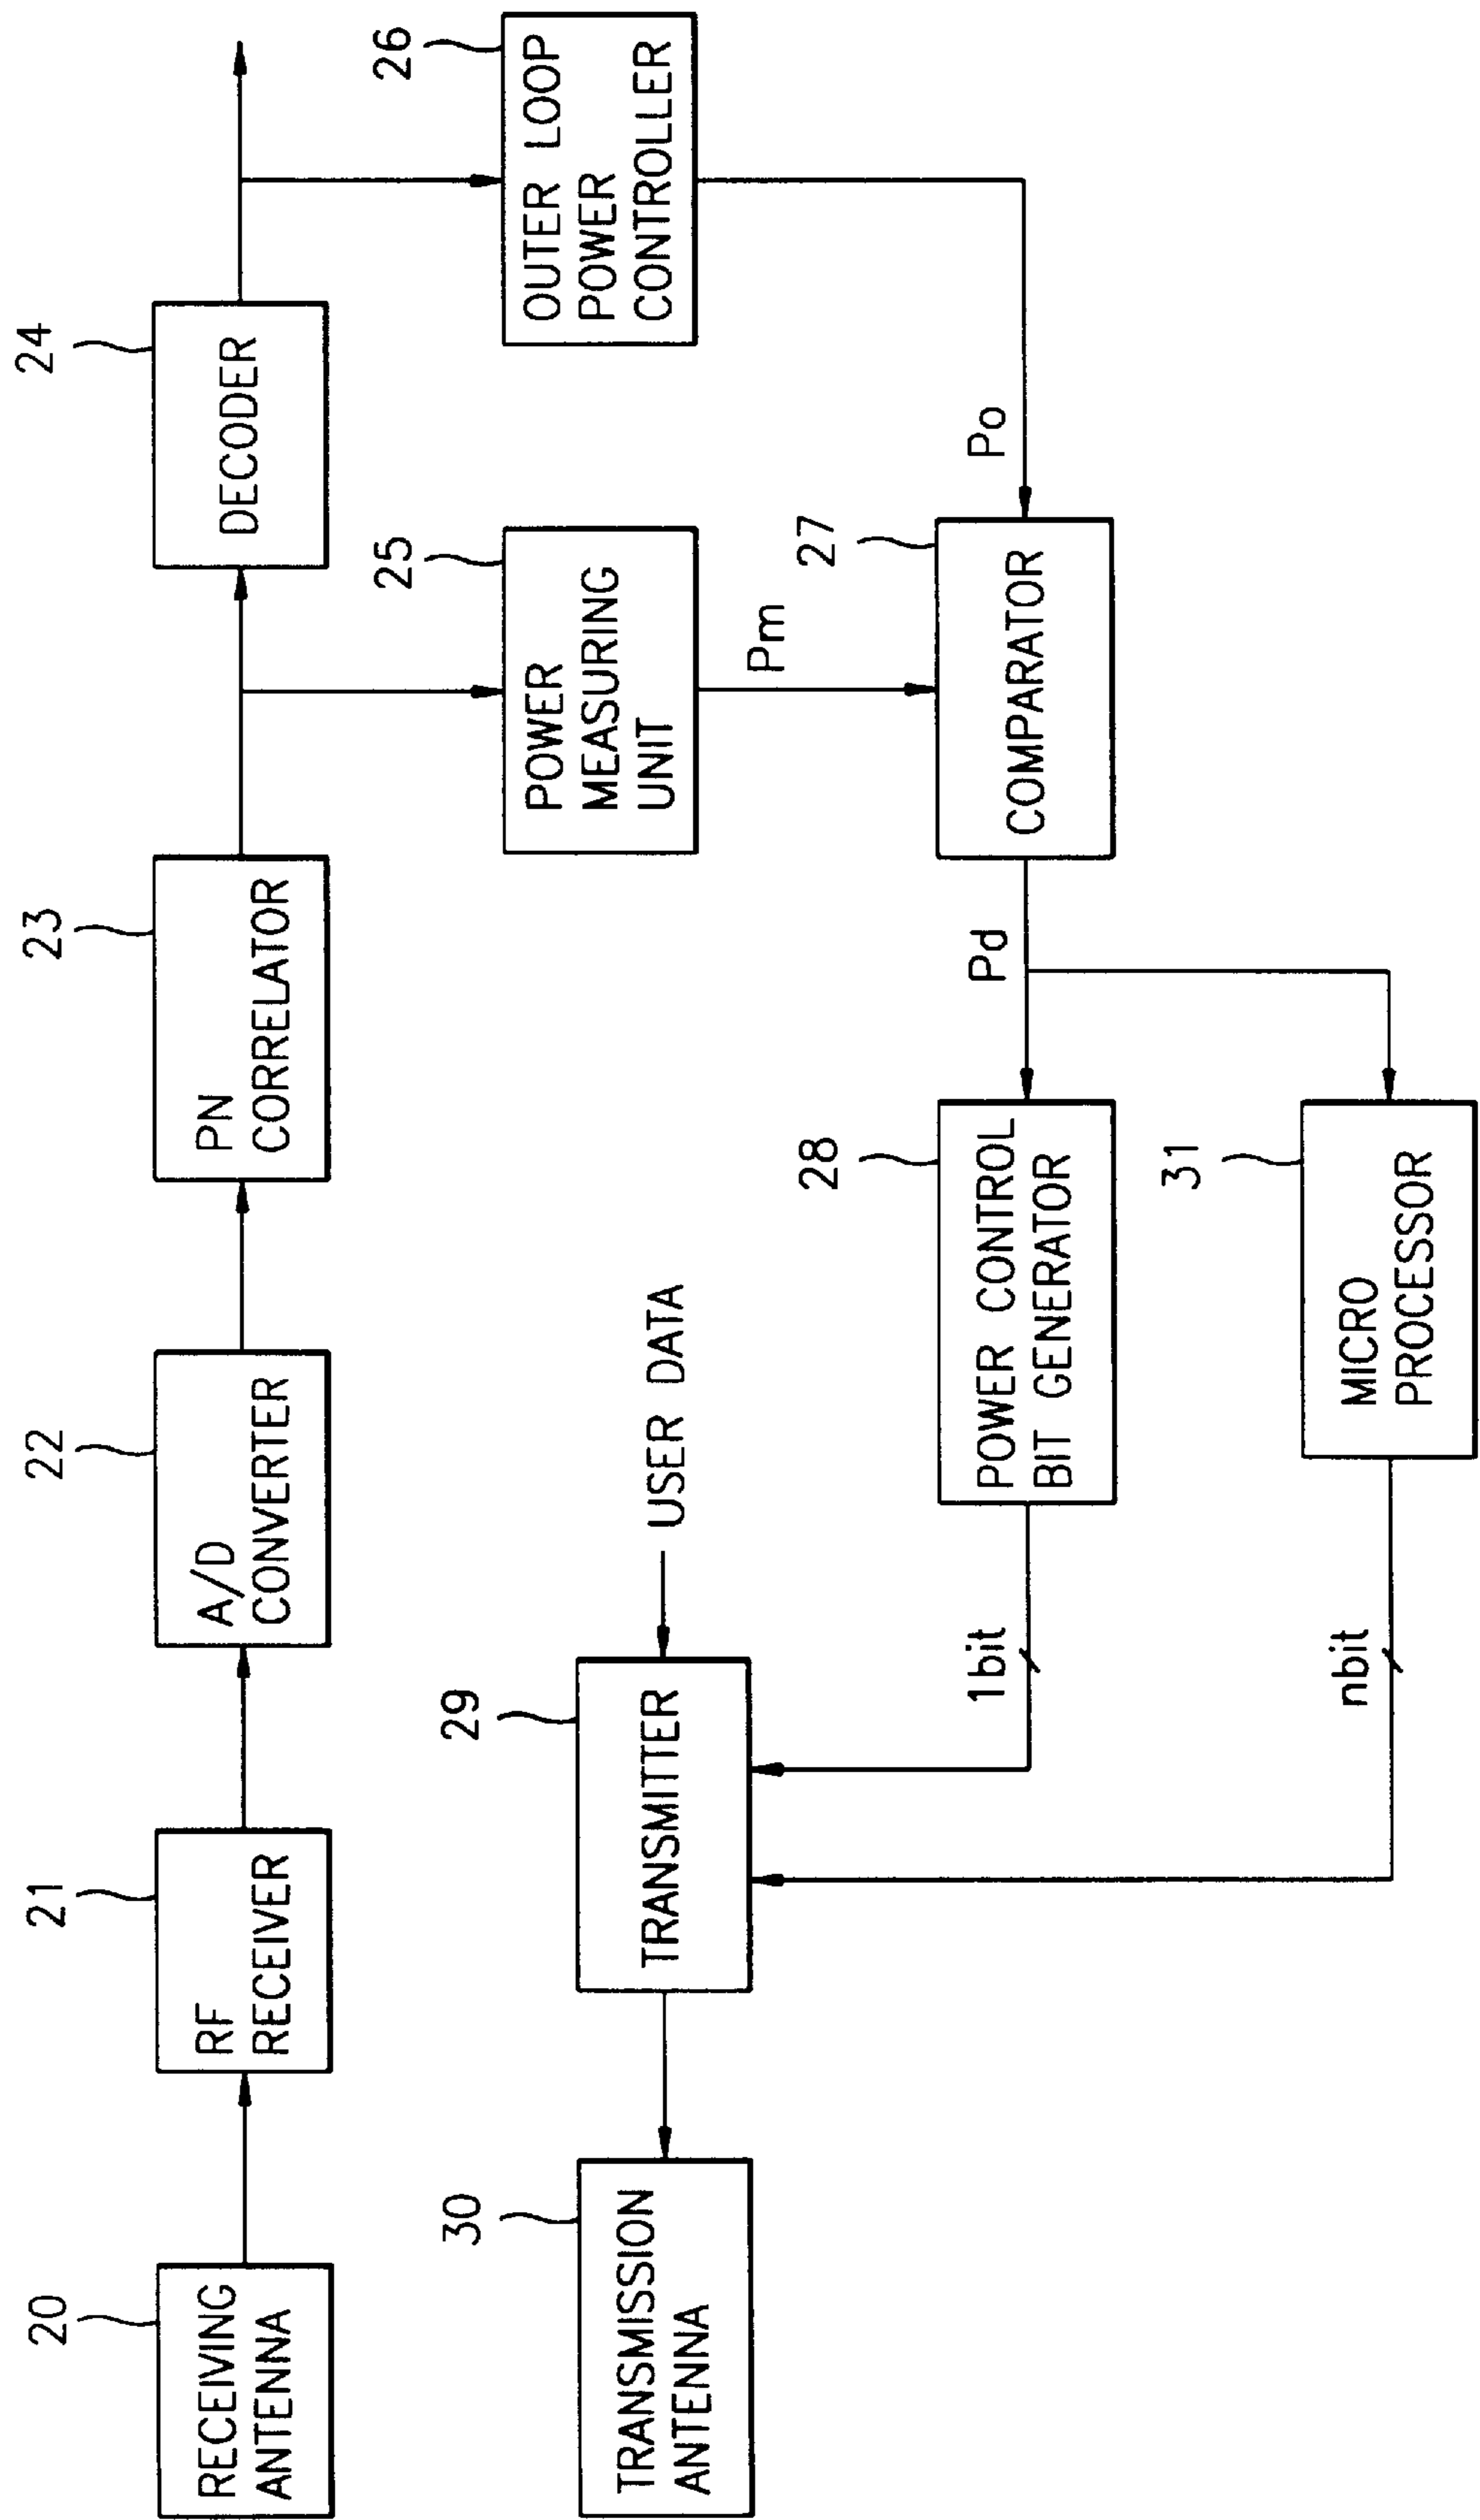 20
RECEIVING
ANTENNA
21
RF
RECEIVER
22
A/D
CONVERTER
23
PN
CORRELATOR
24
DECODER
25
POWER
MEASURING
UNIT
26
OUTER LOOP
POWER
CONTROLLER
Pm
Po
27
COMPARATOR
Pd
28
POWER CONTROL
BIT GENERATOR
31
MICRO
PROCESSOR
1bit
nbit
USER DATA
29
TRANSMITTER
30
TRANSMISSION
ANTENNA